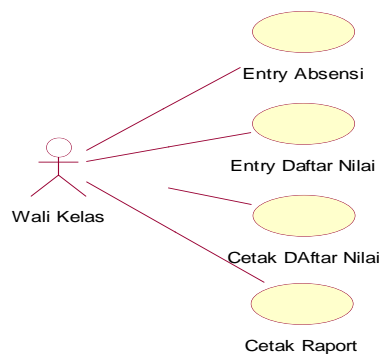 Entry Absensi
Entry Daftar Nilai
Wali Kelas
Cetak DAftar Nilai
Cetak Raport